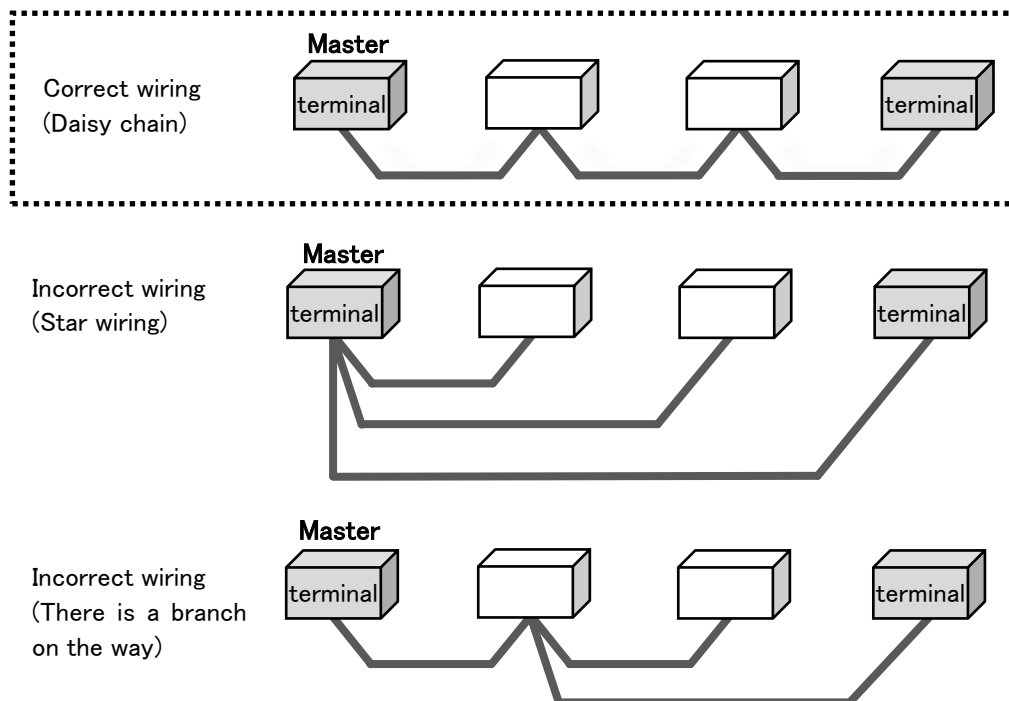 Master
Correct wiring
(Daisy chain)
terminal
terminal
Master
Incorrect wiring
(Star wiring)
terminal
terminal
Master
Incorrect wiring
(There is a branch
on the way)
terminal
terminal